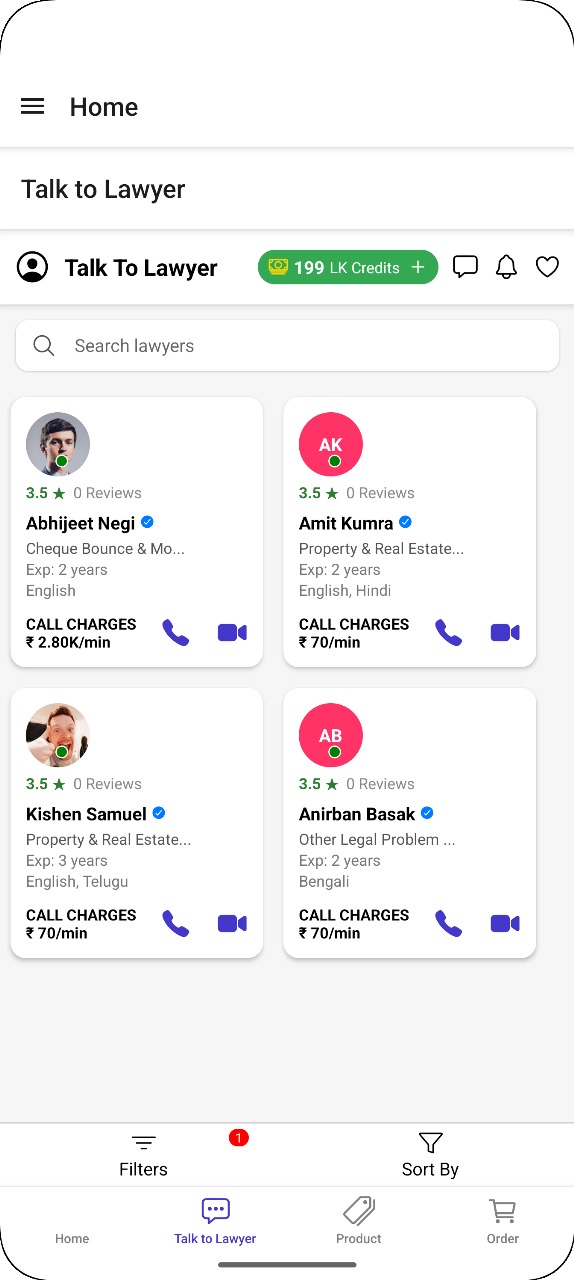 Home
Talk to Lawyer
Talk To Lawyer 199 LK Credits +
Search lawyers
3.5 ★ 0 Reviews
Abhijeet Negi
Cheque Bounce & Mo...
Exp: 2 years
English
CALL CHARGES
₹ 2.80K/min
AK
3.5 ★ 0 Reviews
Amit Kumra
Property & Real Estate...
Exp: 2 years
English, Hindi
CALL CHARGES
₹ 70/min
3.5 ★ 0 Reviews
Kishen Samuel
Property & Real Estate...
Exp: 3 years
English, Telugu
CALL CHARGES
₹ 70/min
AB
3.5 ★ 0 Reviews
Anirban Basak
Other Legal Problem ...
Exp: 2 years
Bengali
CALL CHARGES
₹ 70/min
1
Filters
Sort By
Home
Talk to Lawyer
Product
Order